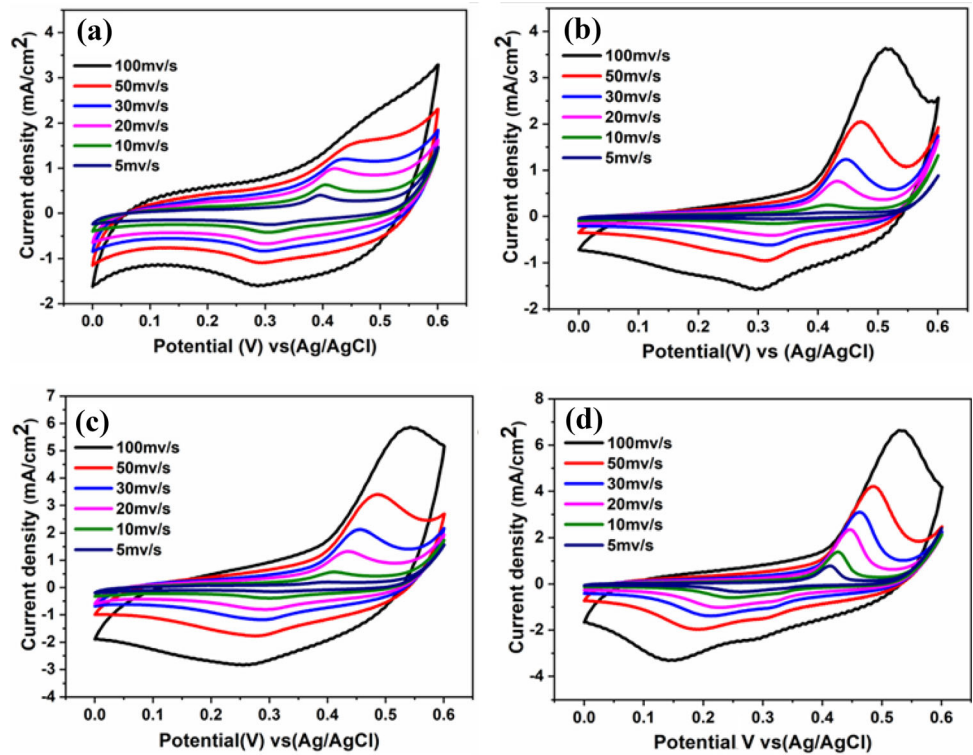 (a)
100mv/s
50mv/s
30mv/s
20mv/s
10mv/s
5mv/s
Current density (mA/cm2)
4
3
2
1
0
-1
-2
0.0 0.1 0.2 0.3 0.4 0.5 0.6
Potential (V) vs(Ag/AgCl)
(b)
100mv/s
50mv/s
30mv/s
20mv/s
10mv/s
5mv/s
Current density (mA/cm2)
4
3
2
1
0
-1
-2
0.0 0.1 0.2 0.3 0.4 0.5 0.6
Potential(V) vs (Ag/AgCl)
(c)
100mv/s
50mv/s
30mv/s
20mv/s
10mv/s
5mv/s
Current density (mA/cm2)
7
6
5
4
3
2
1
0
-1
-2
-3
-4
0.0 0.1 0.2 0.3 0.4 0.5 0.6
Potential(V) vs(Ag/AgCl)
(d)
100mv/s
50mv/s
30mv/s
20mv/s
10mv/s
5mv/s
Current density (mA/cm2)
8
6
4
2
0
-2
-4
0.0 0.1 0.2 0.3 0.4 0.5 0.6
Potential V vs(Ag/AgCl)